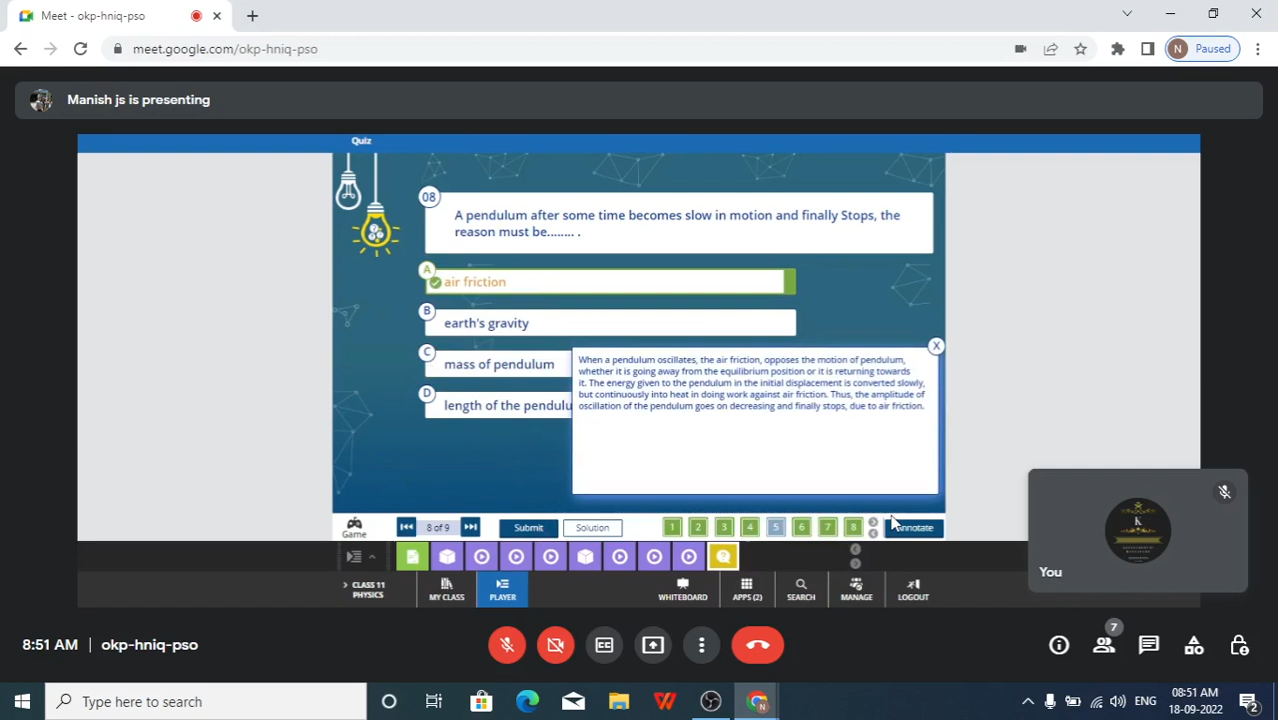 Meet - okp-hniq-pso
meet.google.com/okp-hniq-pso
N
Paused
Manish js is presenting
Quiz
08
A pendulum after some time becomes slow in motion and finally Stops, the
reason must be........ .
A
air friction
B
earth's gravity
C
mass of pendulum
D
length of the pendulu
X
When a pendulum oscillates, the air friction, opposes the motion of pendulum,
whether it is going away from the equilibrium position or it is returning towards
it. The energy given to the pendulum in the initial displacement is converted slowly,
but continuously into heat in doing work against air friction. Thus, the amplitude of
oscillation of the pendulum goes on decreasing and finally stops, due to air friction.
Game
8 of 9
Submit
Solution
1 2 3 4 5 6 7 8
Annotate
CLASS 11
PHYSICS
MY CLASS
PLAYER
WHITEBOARD
APPS (2)
SEARCH
MANAGE
LOGOUT
K
You
8:51 AM
okp-hniq-pso
7
Type here to search
N
ENG
08:51 AM
18-09-2022
2